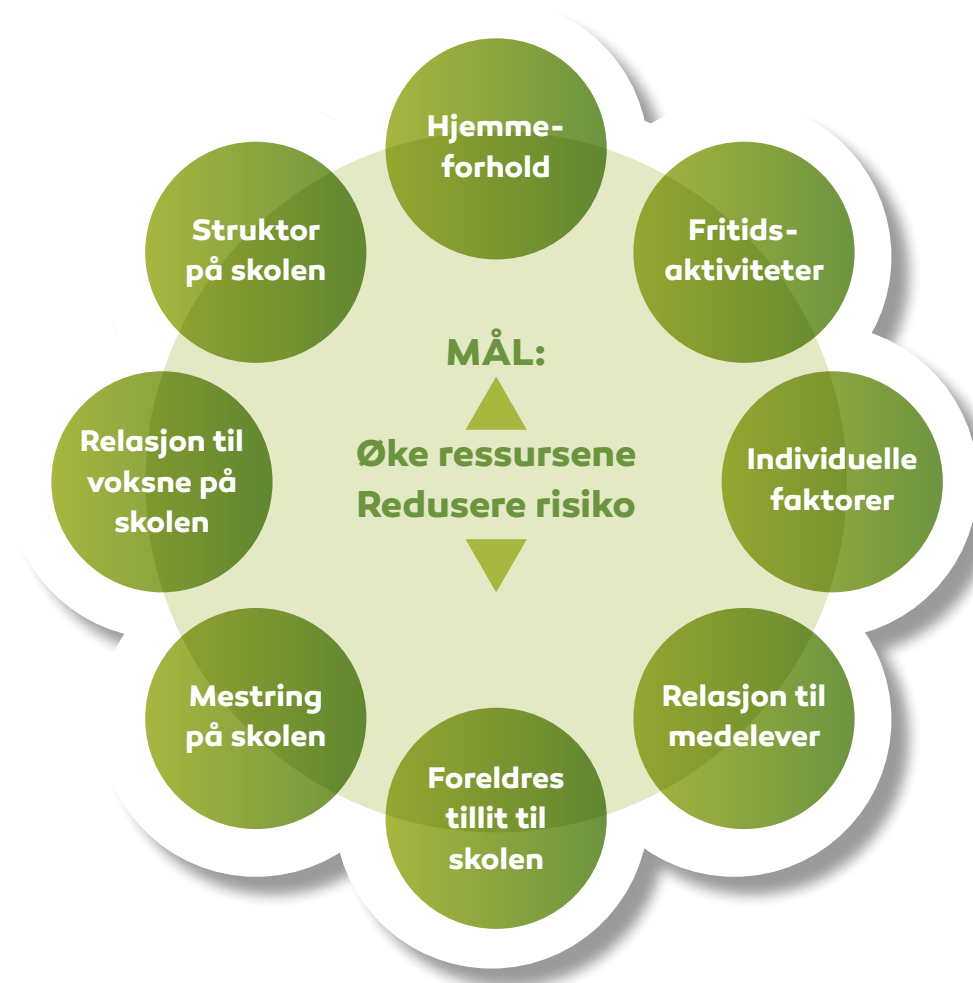 Hjemme-
forhold
Fritids-
aktiviteter
Individuelle
faktorer
Relasjon til
medelever
Foreldres
tillit til
skolen
Mestring
på skolen
Relasjon til
voksne på
skolen
Struktor
på skolen
MÅL:
Øke ressursene
Redusere risiko